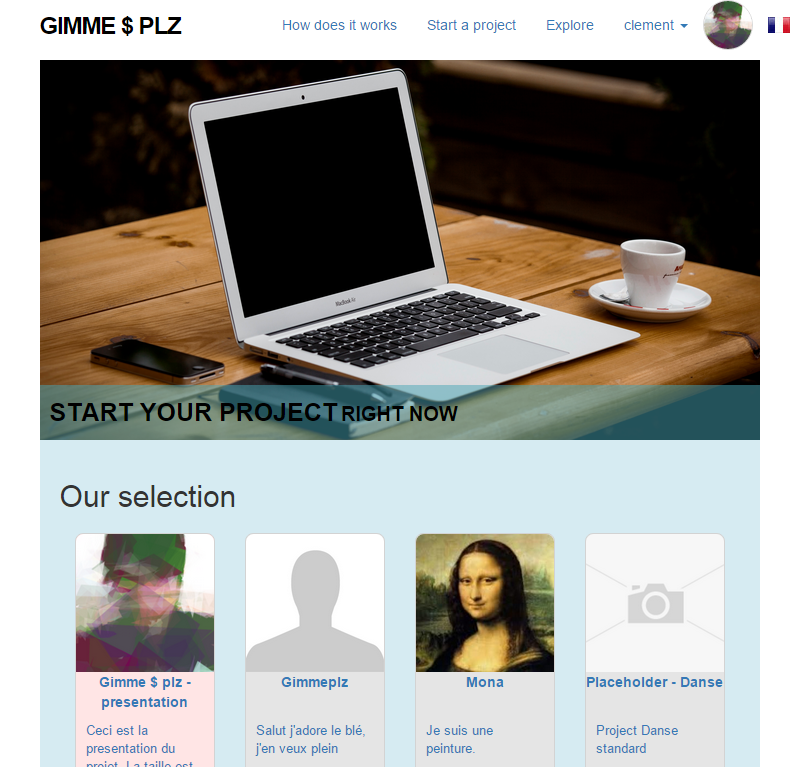 GIMME $ PLZ
How does it works
Start a project
Explore
clement
MacBook Air
START YOUR PROJECT RIGHT NOW
Our selection
Gimme $ plz -
presentation
Ceci est la
presentation du
projet. La taille est
Gimmeplz
Salut j'adore le blé,
j'en veux plein
Mona
Je suis une
peinture.
Placeholder - Danse
Project Danse
standard